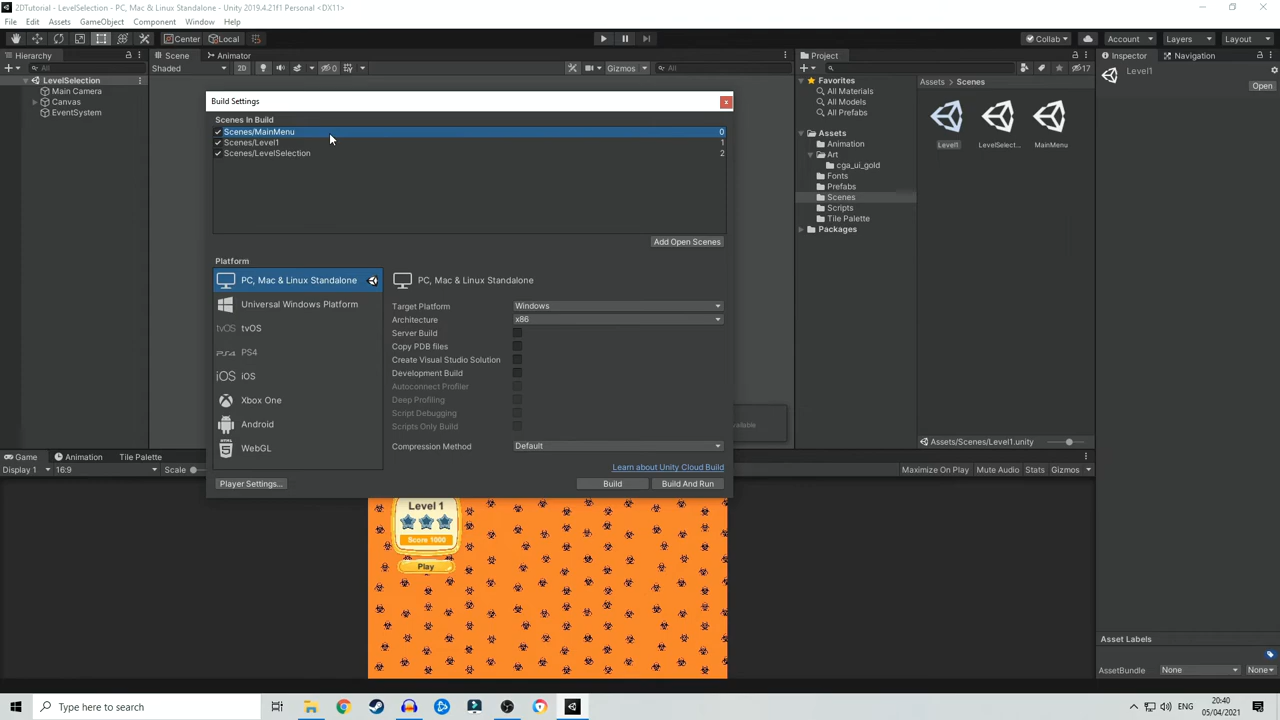 2DTutorial - LevelSelection - PC, Mac & Linux Standalone - Unity 2019.4.21f1 Personal <DX11>
File Edit Assets GameObject Component Window Help
Center Local Collab Account Layers Layout
Hierarchy Scene Animator Project Inspector Navigation
Shaded 2D 0 Gizmos All 17
All
LevelSelection
Main Camera
Canvas
EventSystem
Build Settings
Scenes In Build
Scenes/MainMenu 0
Scenes/Level1 1
Scenes/LevelSelection 2
Add Open Scenes
Platform
PC, Mac & Linux Standalone
Universal Windows Platform
tvOS tvOS
PS4 PS4
iOS iOS
Xbox One
Android
HTML WebGL
PC, Mac & Linux Standalone
Target Platform Windows
Architecture x86
Server Build
Copy PDB files
Create Visual Studio Solution
Development Build
Autoconnect Profiler
Deep Profiling
Script Debugging
Scripts Only Build
Compression Method Default
Learn about Unity Cloud Build
Player Settings... Build Build And Run
Favorites
All Materials
All Models
All Prefabs
Assets
Animation
Art
cga_ui_gold
Fonts
Prefabs
Scenes
Scripts
Tile Palette
Packages
Assets > Scenes
Level1 LevelSelect... MainMenu
Assets/Scenes/Level1.unity
Level1
Open
Asset Labels
AssetBundle None None
Game Animation Tile Palette
Display 1 16:9 Scale Maximize On Play Mute Audio Stats Gizmos
Level 1
Score 1000
Play
Type here to search
ENG
20:40
05/04/2021